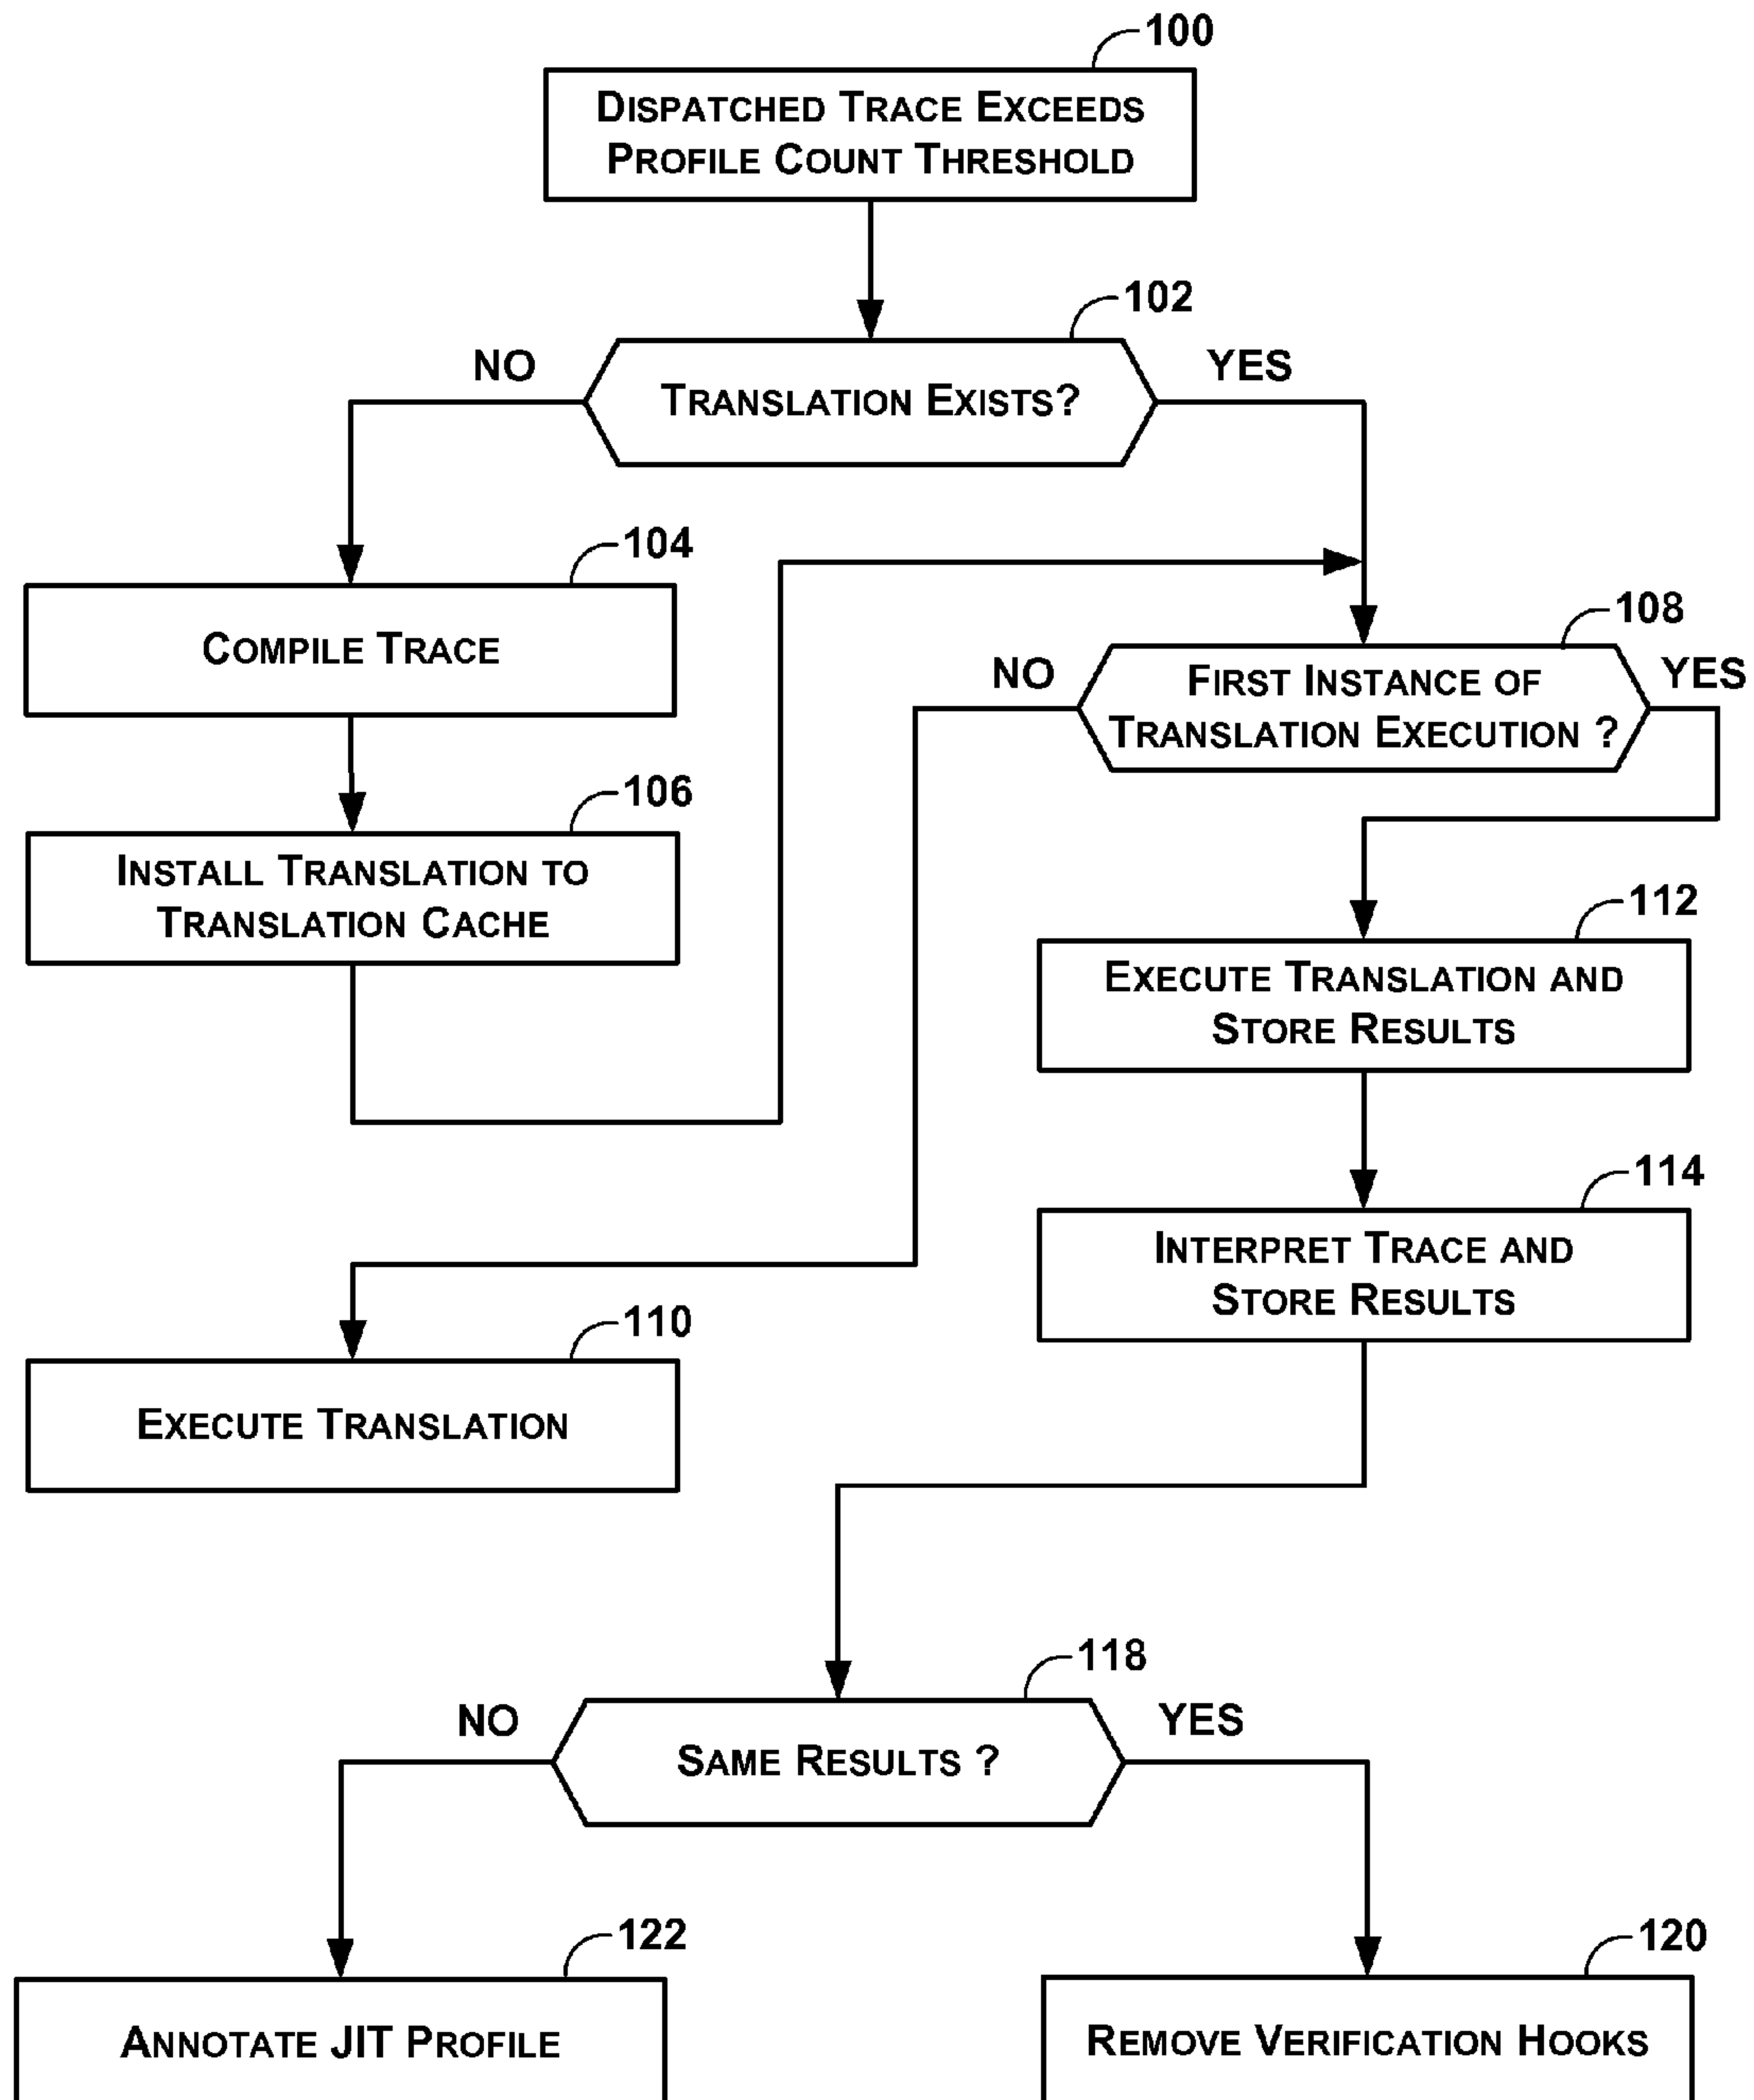 100
DISPATCHED TRACE EXCEEDS
PROFILE COUNT THRESHOLD
102
NO
YES
TRANSLATION EXISTS?
104
COMPILE TRACE
108
NO
YES
FIRST INSTANCE OF
TRANSLATION EXECUTION ?
106
INSTALL TRANSLATION TO
TRANSLATION CACHE
112
EXECUTE TRANSLATION AND
STORE RESULTS
114
INTERPRET TRACE AND
STORE RESULTS
110
EXECUTE TRANSLATION
118
NO
YES
SAME RESULTS ?
122
ANNOTATE JIT PROFILE
120
REMOVE VERIFICATION HOOKS